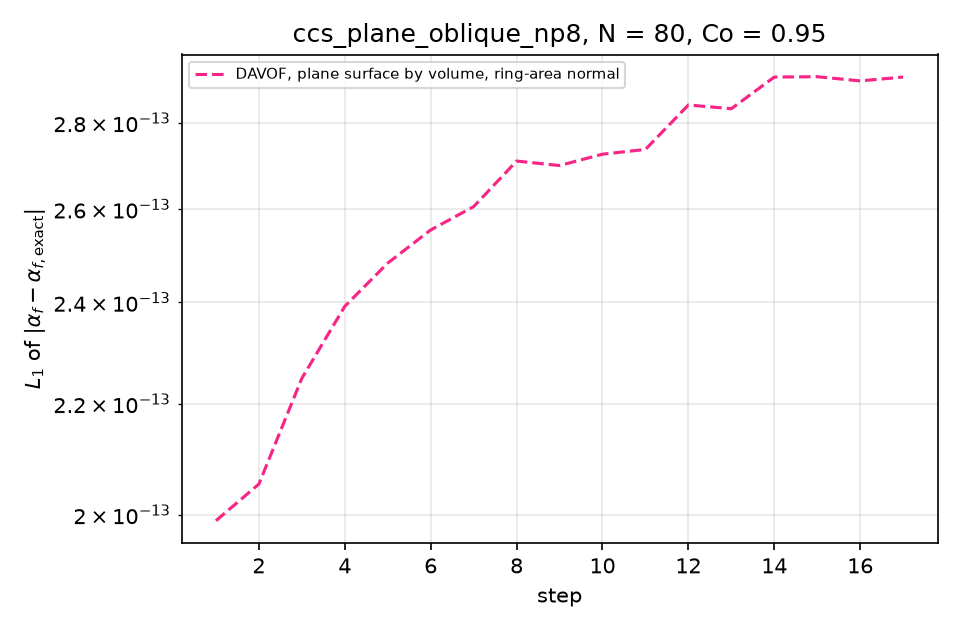 ccs_plane_oblique_np8, N = 80, Co = 0.95
DAVOF, plane surface by volume, ring-area normal
L₁ of |α_f − α_{f,exact}|
2.8 × 10⁻¹³
2.6 × 10⁻¹³
2.4 × 10⁻¹³
2.2 × 10⁻¹³
2 × 10⁻¹³
2 4 6 8 10 12 14 16
step